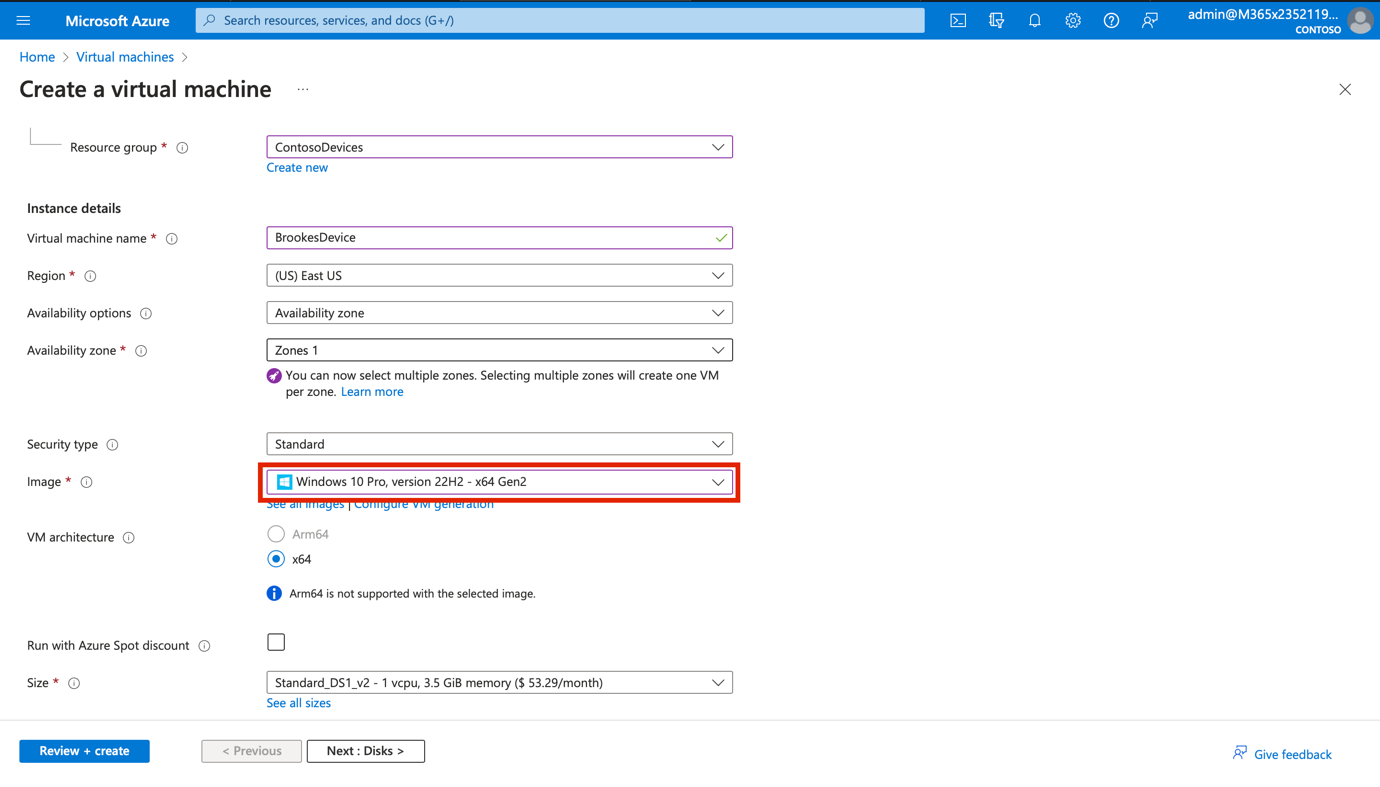 Microsoft Azure
Search resources, services, and docs (G+/)
admin@M365x2352119...
CONTOSO
Home > Virtual machines >
Create a virtual machine ...
Resource group * ContosoDevices
Create new
Instance details
Virtual machine name * BrookesDevice
Region * (US) East US
Availability options Availability zone
Availability zone * Zones 1
You can now select multiple zones. Selecting multiple zones will create one VM
per zone. Learn more
Security type Standard
Image * Windows 10 Pro, version 22H2 - x64 Gen2
See all images | Configure VM generation
VM architecture Arm64
x64
Arm64 is not supported with the selected image.
Run with Azure Spot discount
Size * Standard_DS1_v2 - 1 vcpu, 3.5 GiB memory ($ 53.29/month)
See all sizes
Review + create < Previous Next : Disks > Give feedback